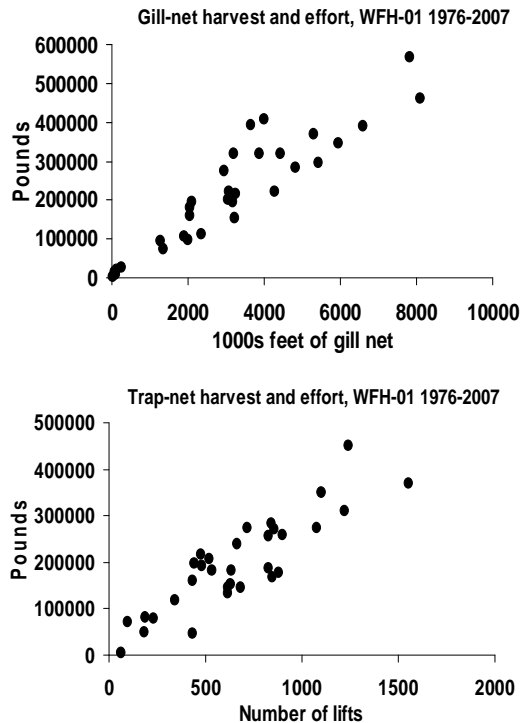 Gill-net harvest and effort, WFH-01 1976-2007
600000
500000
400000
300000
200000
100000
0
Pounds
0 2000 4000 6000 8000 10000
1000s feet of gill net
Trap-net harvest and effort, WFH-01 1976-2007
500000
400000
300000
200000
100000
0
Pounds
0 500 1000 1500 2000
Number of lifts